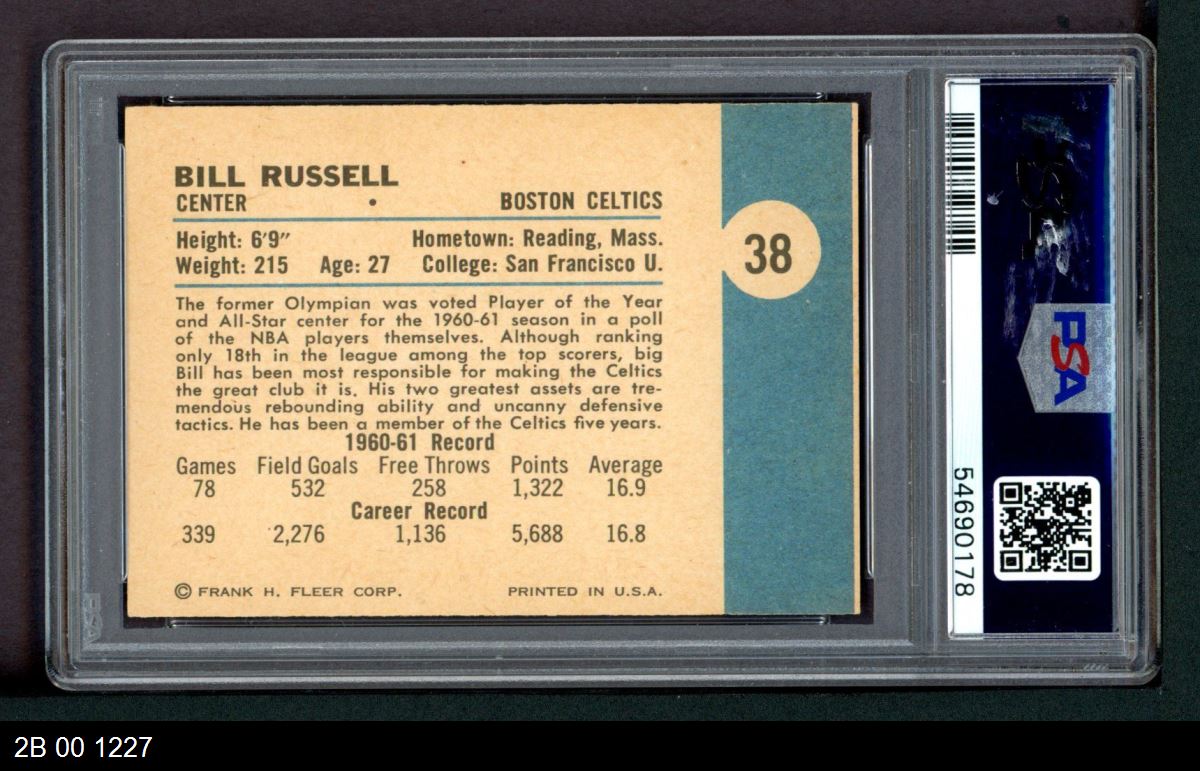 BILL RUSSELL
CENTER • BOSTON CELTICS
Height: 6'9" Hometown: Reading, Mass.
Weight: 215 Age: 27 College: San Francisco U.
The former Olympian was voted Player of the Year
and All-Star center for the 1960-61 season in a poll
of the NBA players themselves. Although ranking
only 18th in the league among the top scorers, big
Bill has been most responsible for making the Celtics
the great club it is. His two greatest assets are tre-
mendous rebounding ability and uncanny defensive
tactics. He has been a member of the Celtics five years.
1960-61 Record
Games Field Goals Free Throws Points Average
78 532 258 1,322 16.9
Career Record
339 2,276 1,136 5,688 16.8
© FRANK H. FLEER CORP. PRINTED IN U.S.A.
38
PSA
54690178
PSA
2B 00 1227